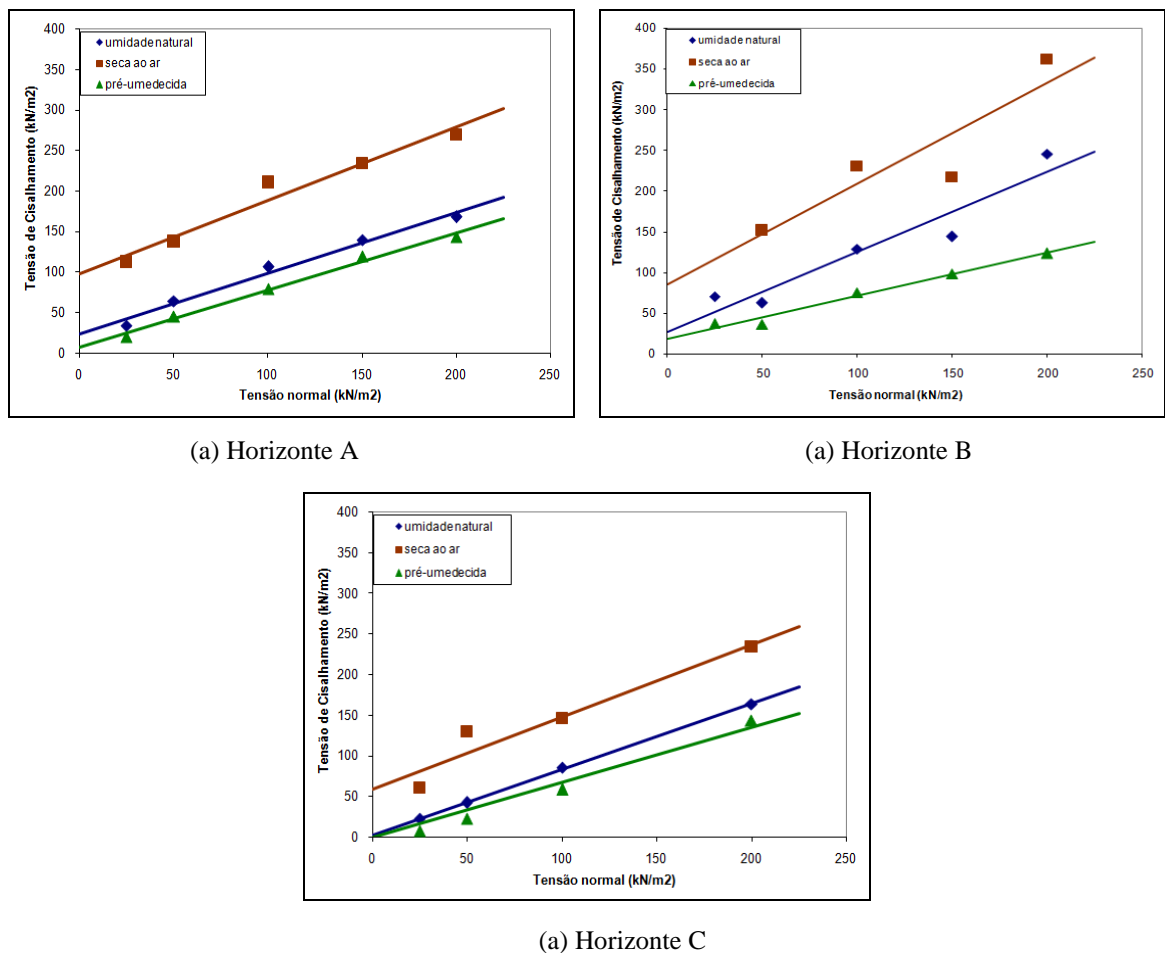 400
350
300
250
200
150
100
50
0
Tensão de Cisalhamento (kN/m2)
umidade natural
seca ao ar
pré-umedecida
0 50 100 150 200 250
Tensão normal (kN/m2)
(a) Horizonte A
400
350
300
250
200
150
100
50
0
Tensão de Cisalhamento (kN/m2)
umidade natural
seca ao ar
pré-umedecida
0 50 100 150 200 250
Tensão normal (kN/m2)
(a) Horizonte B
400
350
300
250
200
150
100
50
0
Tensão de Cisalhamento (kN/m2)
umidade natural
seca ao ar
pré-umedecida
0 50 100 150 200 250
Tensão normal (kN/m2)
(a) Horizonte C